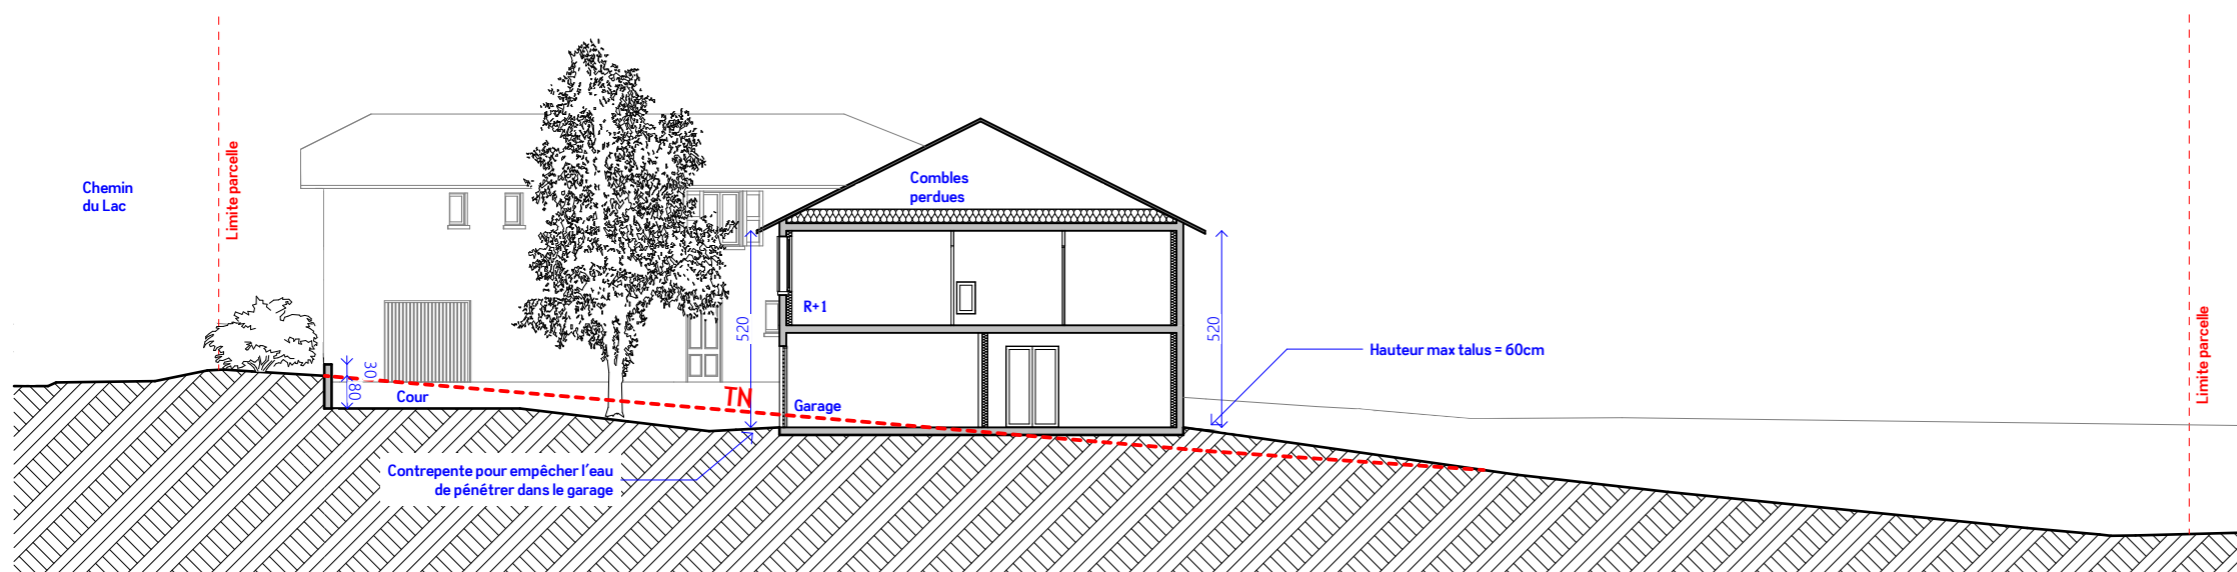 Chemin
du Lac
Limite parcelle
30
80
Cour
TN
520
Combles
perdues
R+1
Garage
520
Hauteur max talus = 60cm
Contrepente pour empêcher l'eau
de pénétrer dans le garage
Limite parcelle